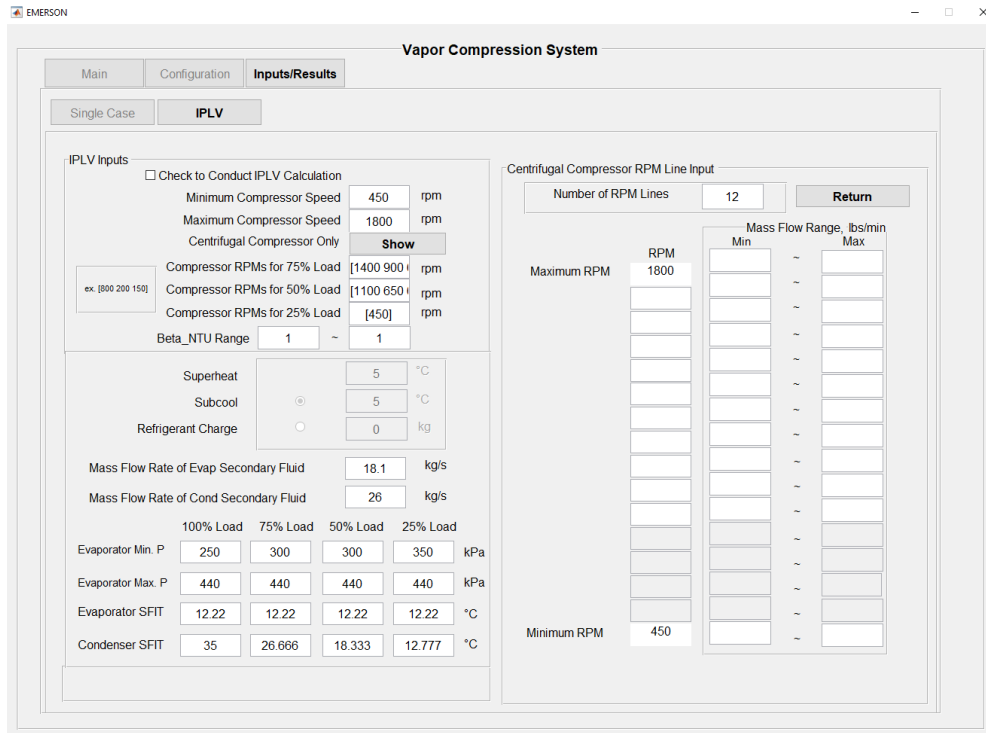 EMERSON
Vapor Compression System
Main Configuration Inputs/Results
Single Case IPLV
IPLV Inputs
Check to Conduct IPLV Calculation
Minimum Compressor Speed 450 rpm
Maximum Compressor Speed 1800 rpm
Centrifugal Compressor Only Show
Compressor RPMs for 75% Load [1400 900 rpm
ex. [800 200 150]
Compressor RPMs for 50% Load [1100 650 rpm
Compressor RPMs for 25% Load [450] rpm
Beta_NTU Range 1 ~ 1
Superheat 5 °C
Subcool 5 °C
Refrigerant Charge 0 kg
Mass Flow Rate of Evap Secondary Fluid 18.1 kg/s
Mass Flow Rate of Cond Secondary Fluid 26 kg/s
100% Load 75% Load 50% Load 25% Load
Evaporator Min. P 250 300 300 350 kPa
Evaporator Max. P 440 440 440 440 kPa
Evaporator SFIT 12.22 12.22 12.22 12.22 °C
Condenser SFIT 35 26.666 18.333 12.777 °C
Centrifugal Compressor RPM Line Input
Number of RPM Lines 12 Return
Mass Flow Range, lbs/min
RPM Min Max
Maximum RPM 1800 ~
~
~
~
~
~
~
~
~
~
~
~
~
~
~
Minimum RPM 450 ~